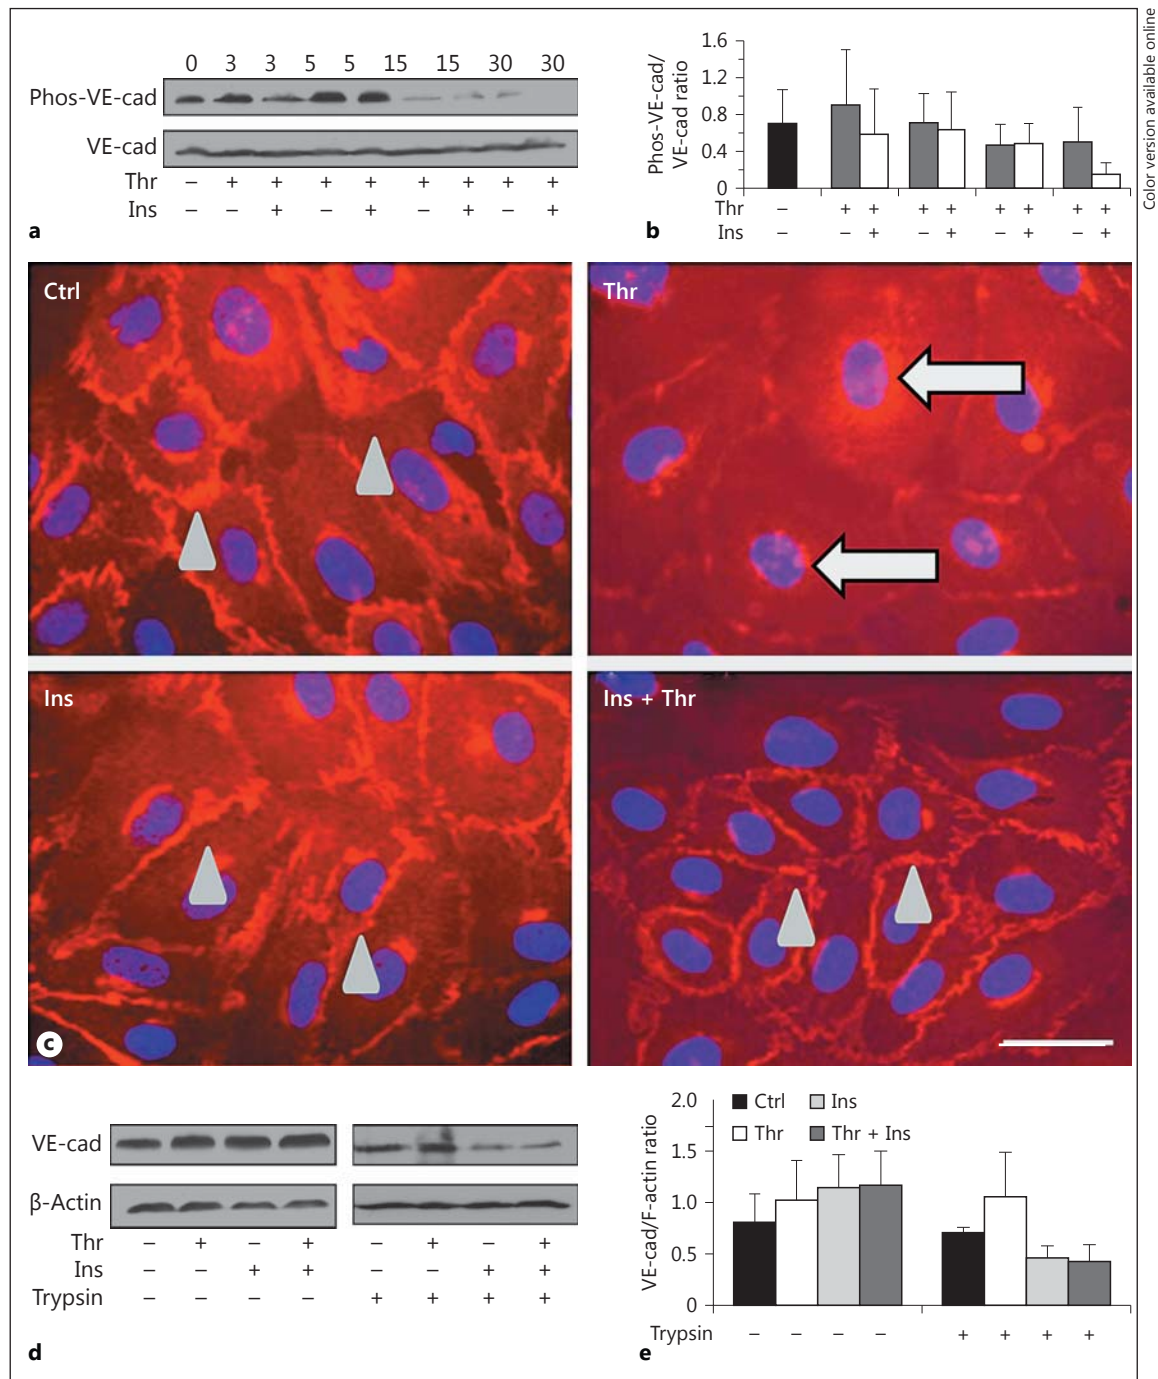 Color version available online
0 3 3 5 5 15 15 30 30
Phos-VE-cad
VE-cad
Thr – + + + + + + + +
Ins – – + – + – + – +
a
Phos-VE-cad/
VE-cad ratio
1.6
1.2
0.8
0.4
0
Thr – + + + + + + + +
Ins – – + – + – + – +
b
Ctrl
Thr
Ins
Ins + Thr
c
VE-cad
β-Actin
Thr – + – + – + – +
Ins – – + + – – + +
Trypsin – – – – + + + +
d
VE-cad/F-actin ratio
2.0
1.5
1.0
0.5
0
Ctrl Ins
Thr Thr + Ins
Trypsin – – – – + + + +
e